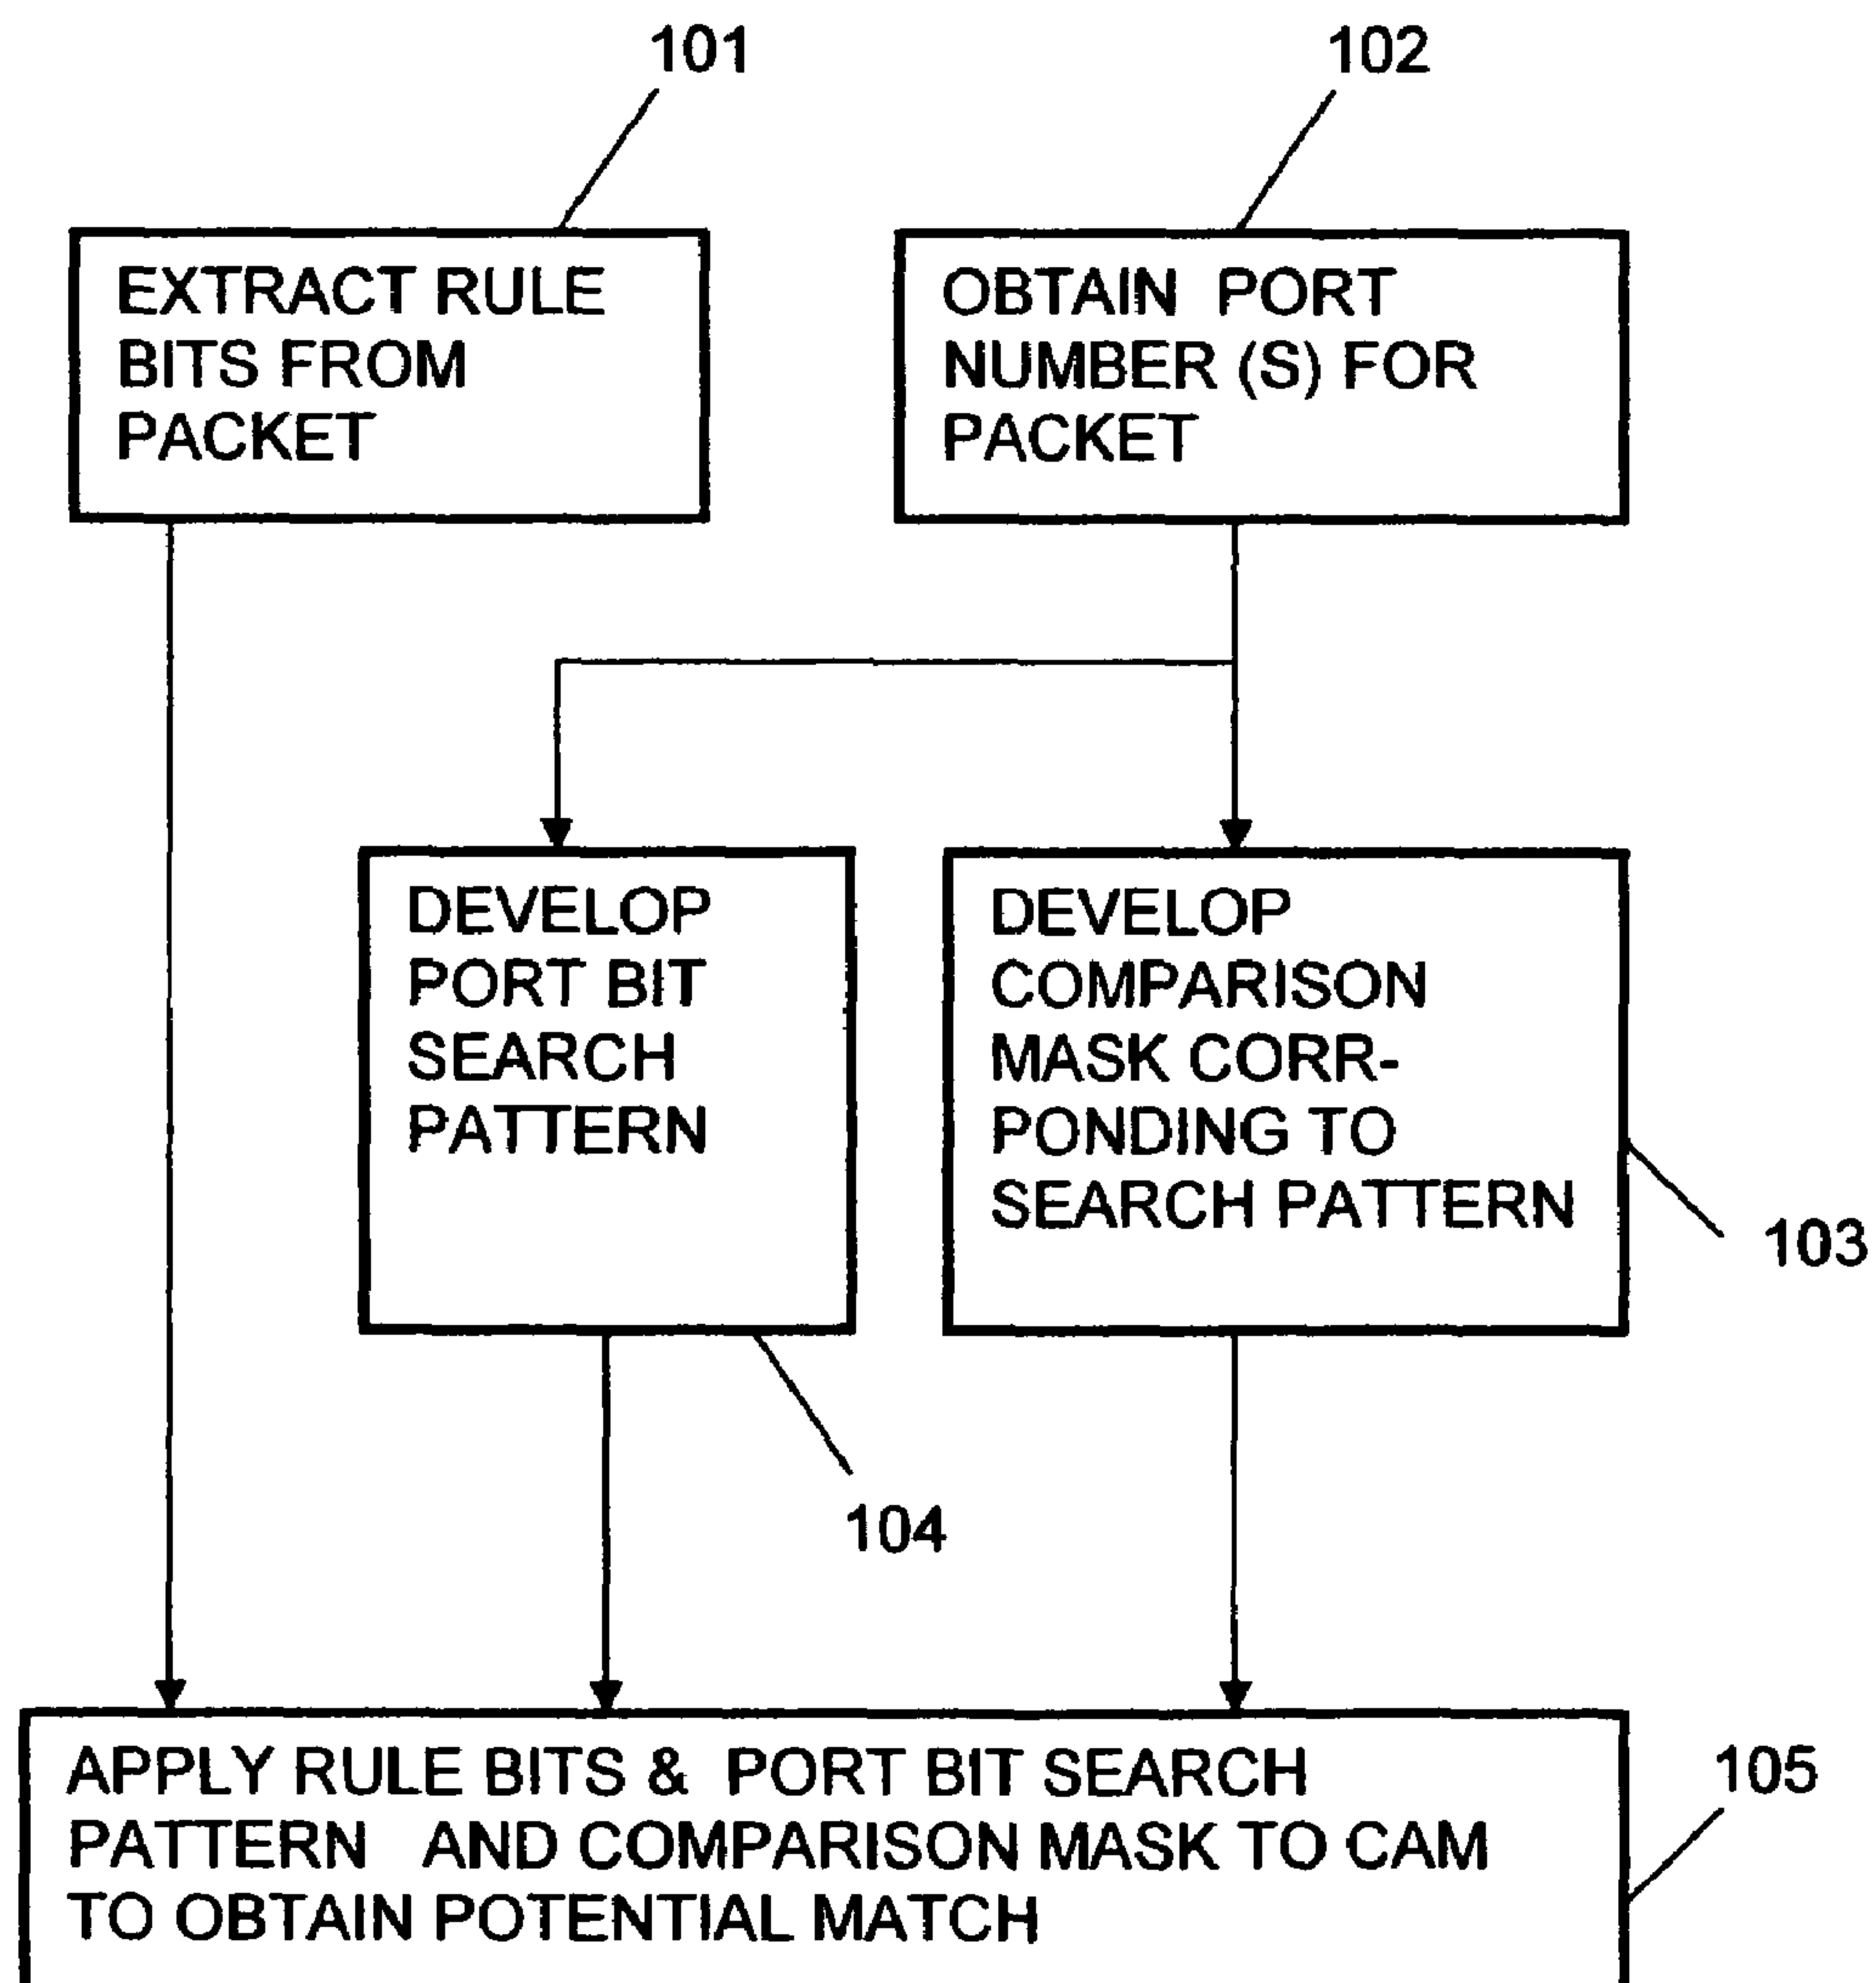 101
102
EXTRACT RULE
BITS FROM
PACKET
OBTAIN PORT
NUMBER (S) FOR
PACKET
DEVELOP
PORT BIT
SEARCH
PATTERN
DEVELOP
COMPARISON
MASK CORR-
PONDING TO
SEARCH PATTERN
103
104
APPLY RULE BITS & PORT BIT SEARCH
PATTERN AND COMPARISON MASK TO CAM
TO OBTAIN POTENTIAL MATCH
105